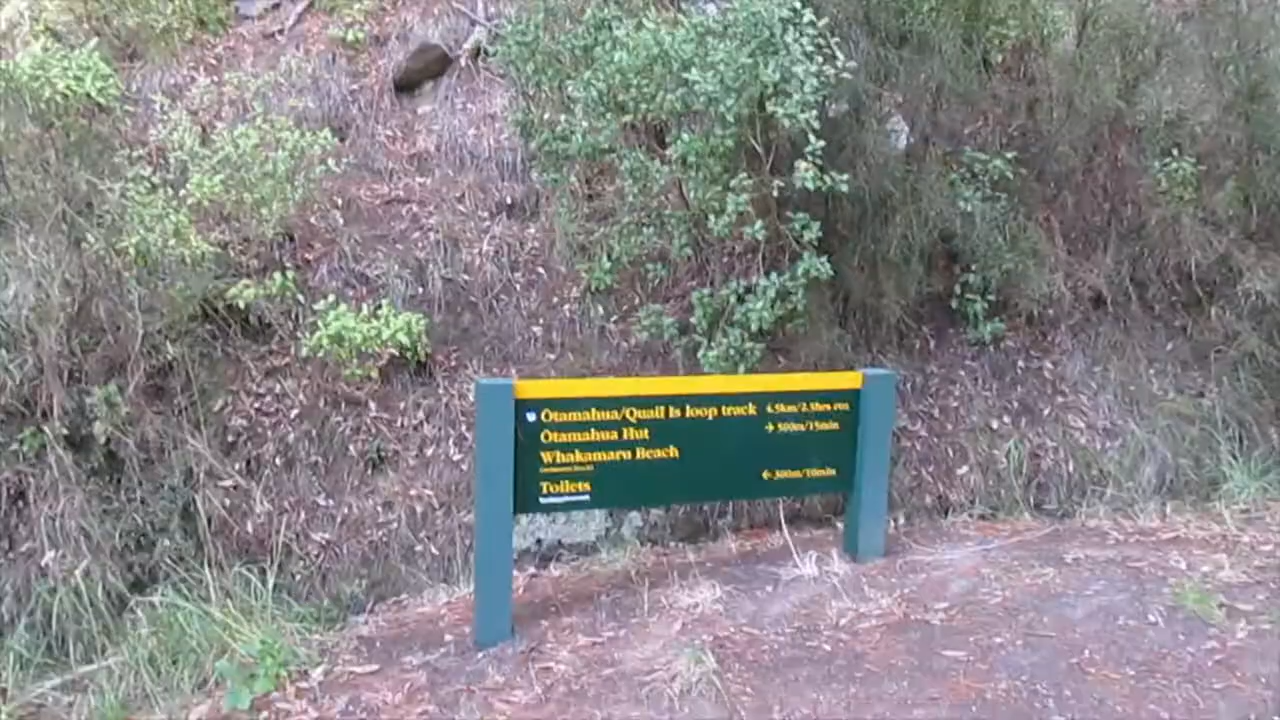 Ōtamahua/Quail Is loop track 4.5km/2.5hrs rtn
Ōtamahua Hut → 500m/15min
Whakamaru Beach
Toilets ← 300m/10min